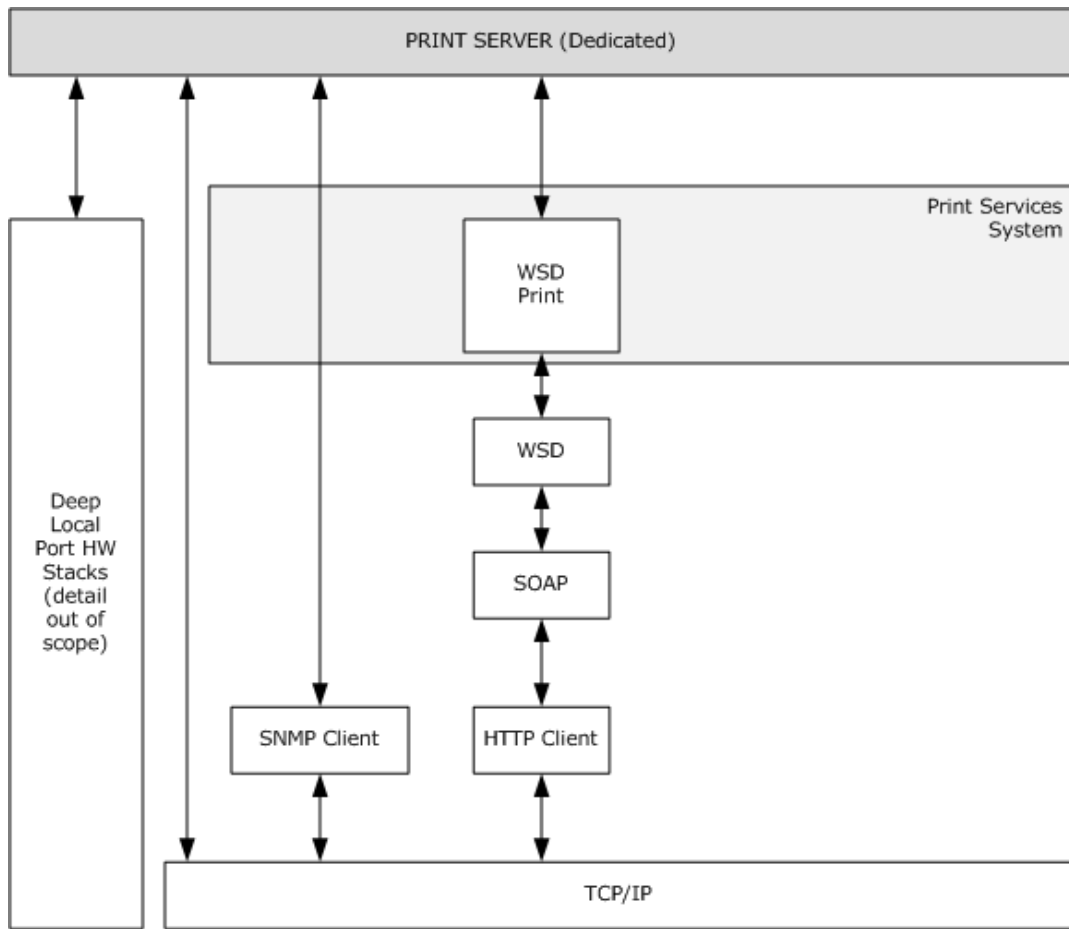 PRINT SERVER (Dedicated)
Print Services
System
WSD
Print
WSD
Deep
Local
Port HW
Stacks
(detail
out of
scope)
SOAP
SNMP Client
HTTP Client
TCP/IP